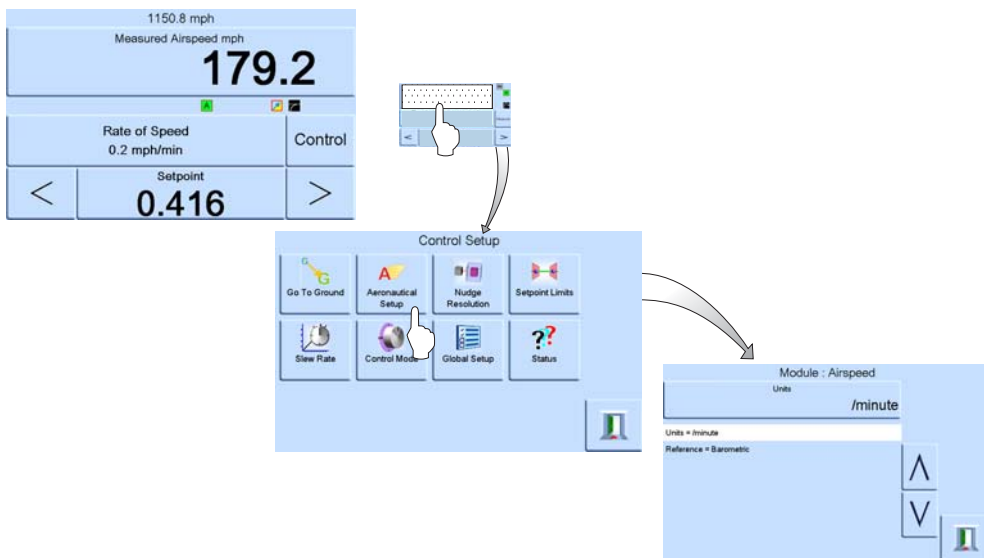 1150.8 mph
Measured Airspeed mph
179.2
A
Rate of Speed
0.2 mph/min
Control
<
Setpoint
0.416
>
<
>
Control Setup
G
G
Go To Ground
A
Aeronautical
Setup
Nudge
Resolution
Setpoint Limits
Slew Rate
Control Mode
Global Setup
??
Status
Module : Airspeed
Units
/minute
Units = /minute
Reference = Barometric